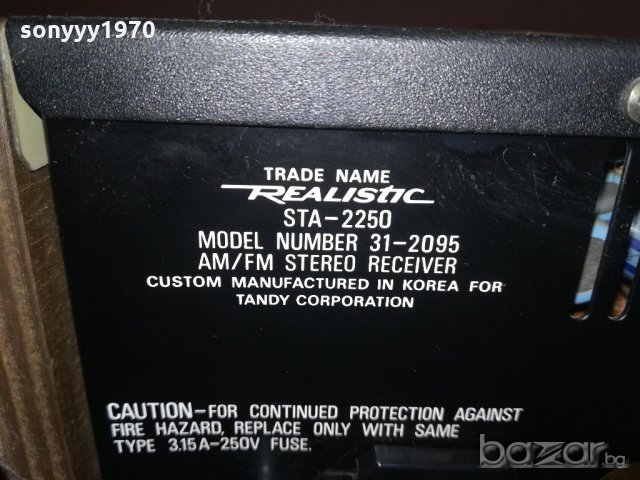 sonyyy1970
TRADE NAME
REALISTIC
STA-2250
MODEL NUMBER 31-2095
AM/FM STEREO RECEIVER
CUSTOM MANUFACTURED IN KOREA FOR
TANDY CORPORATION
CAUTION-FOR CONTINUED PROTECTION AGAINST
FIRE HAZARD, REPLACE ONLY WITH SAME
TYPE 3.15A-250V FUSE.
bazar.bg